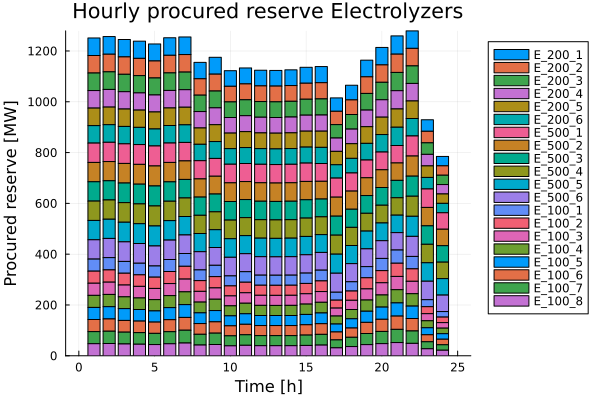 Hourly procured reserve Electrolyzers
Procured reserve [MW]
1200
1000
800
600
400
200
0
0 5 10 15 20 25
Time [h]
E_200_1
E_200_2
E_200_3
E_200_4
E_200_5
E_200_6
E_500_1
E_500_2
E_500_3
E_500_4
E_500_5
E_500_6
E_100_1
E_100_2
E_100_3
E_100_4
E_100_5
E_100_6
E_100_7
E_100_8